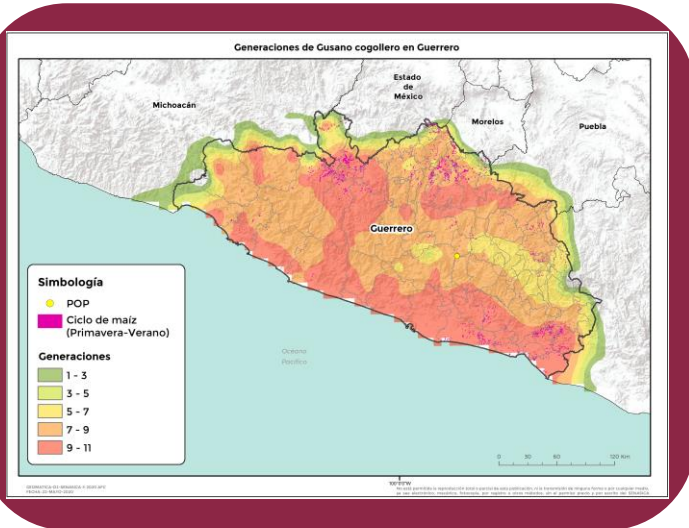 Generaciones de Gusano cogollero en Guerrero
Estado
de
México
Michoacán
Morelos
Puebla
Guerrero
Simbología
POP
Ciclo de maíz
(Primavera-Verano)
Generaciones
1 - 3
3 - 5
5 - 7
7 - 9
9 - 11
Océano
Pacífico
0 30 60 120 Km